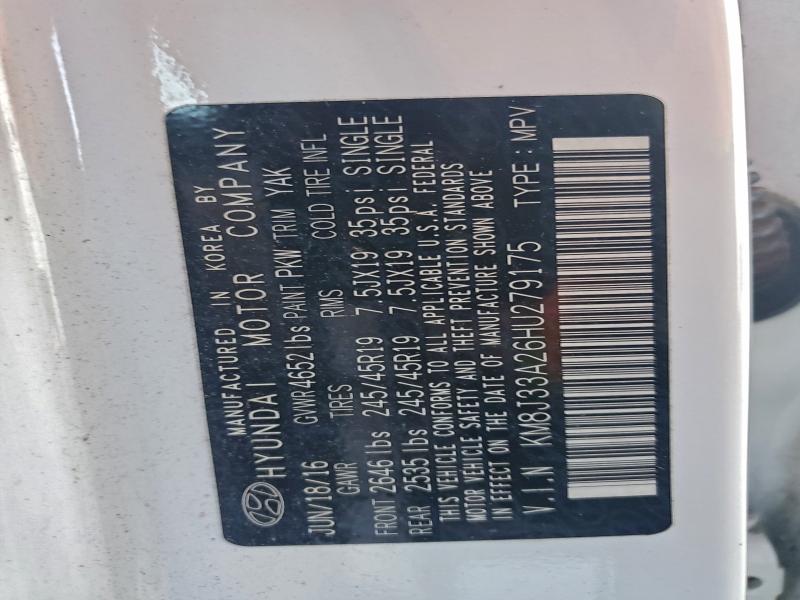 MANUFACTURED IN KOREA BY
HYUNDAI MOTOR COMPANY
JUN/18/16 GVWR 4652 lbs PAINT PKW TRIM YAK
GAWR TIRES RMS COLD TIRE INFL
FRONT 2646 lbs 245/45R19 7.5JX19 35psi SINGLE
REAR 2535 lbs 245/45R19 7.5JX19 35psi SINGLE
THIS VEHICLE CONFORMS TO ALL APPLICABLE U.S.A. FEDERAL
MOTOR VEHICLE SAFETY AND THEFT PREVENTION STANDARDS
IN EFFECT ON THE DATE OF MANUFACTURE SHOWN ABOVE
V.I.N KM8J33A26HU279175 TYPE : MPV